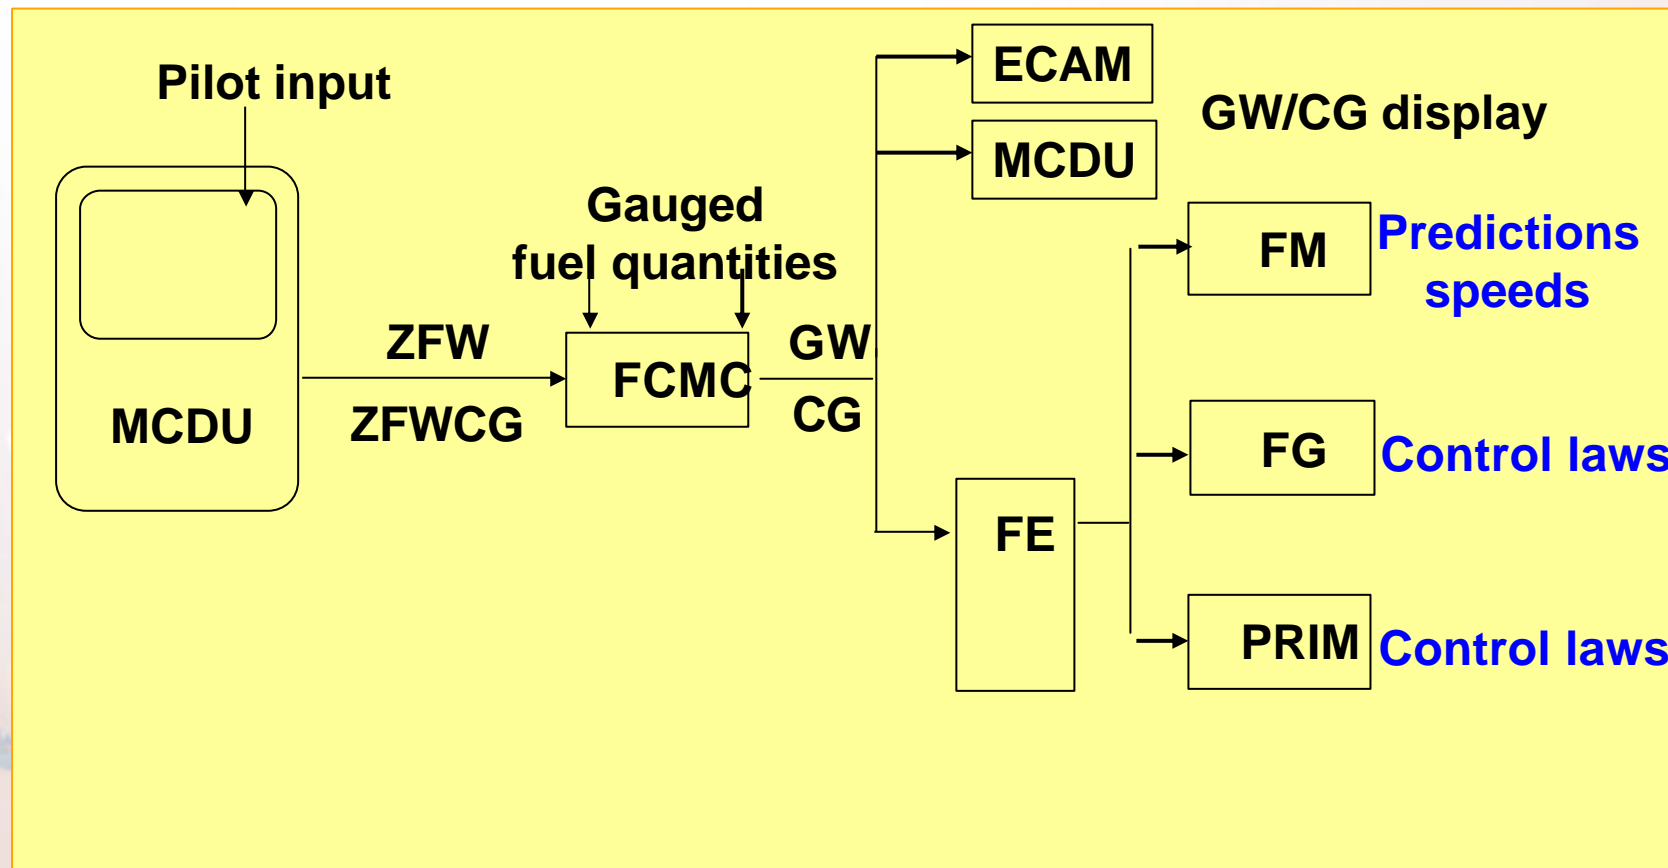 Pilot input
MCDU
ZFW
ZFWCG
Gauged
fuel quantities
FCMC
GW
CG
ECAM
MCDU
GW/CG display
FE
FM
Predictions
speeds
FG
Control laws
PRIM
Control laws